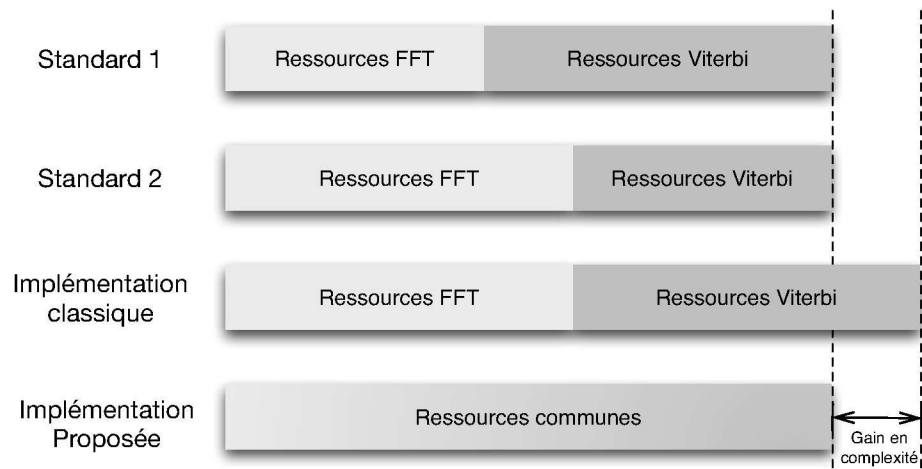 Standard 1
Ressources FFT
Ressources Viterbi
Standard 2
Ressources FFT
Ressources Viterbi
Implémentation
classique
Ressources FFT
Ressources Viterbi
Implémentation
Proposée
Ressources communes
Gain en
complexité